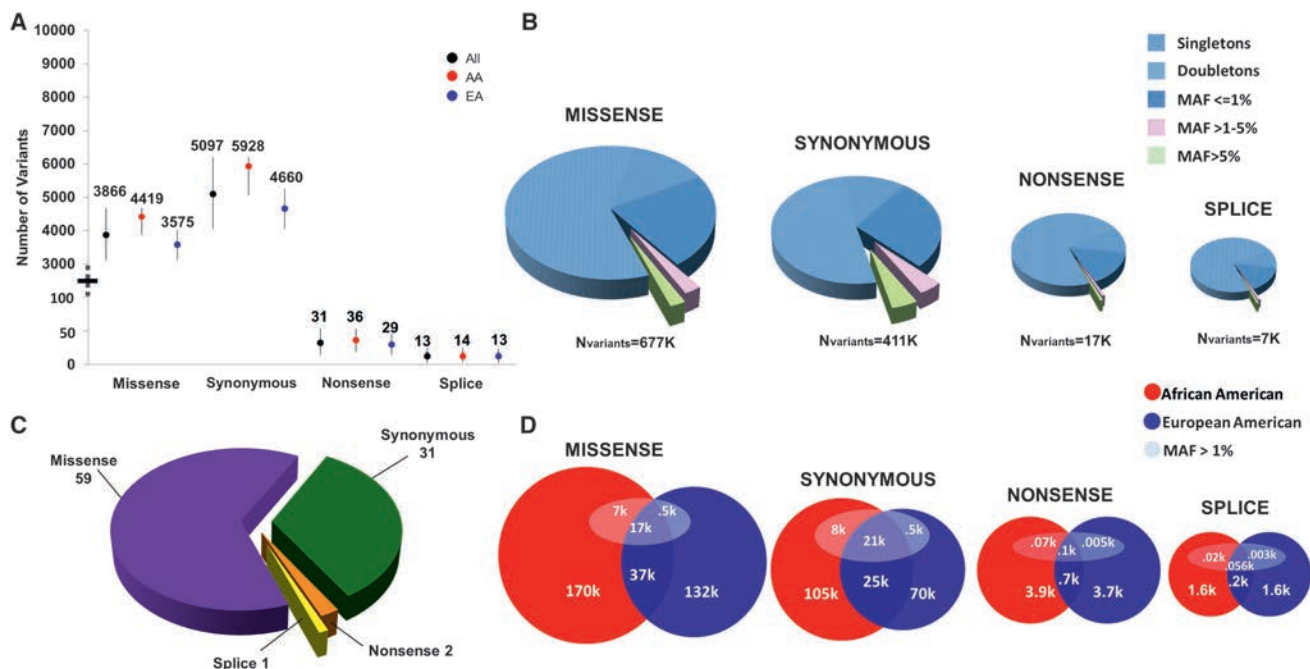 A
Number of Variants
10000
9000
8000
7000
6000
5000
4000
3000
100
50
0
All
AA
EA
3866
4419
3575
5097
5928
4660
31
36
29
13
14
13
Missense
Synonymous
Nonsense
Splice
B
Singletons
Doubletons
MAF <=1%
MAF >1-5%
MAF>5%
MISSENSE
SYNONYMOUS
NONSENSE
SPLICE
Nvariants=677K
Nvariants=411K
Nvariants=17K
Nvariants=7K
C
Missense
59
Synonymous
31
Splice 1
Nonsense 2
D
African American
European American
MAF > 1%
MISSENSE
7k
.5k
17k
37k
170k
132k
SYNONYMOUS
8k
.5k
21k
25k
105k
70k
NONSENSE
.07k
.005k
.1k
.7k
3.9k
3.7k
SPLICE
.02k
.003k
.056k
.2k
1.6k
1.6k